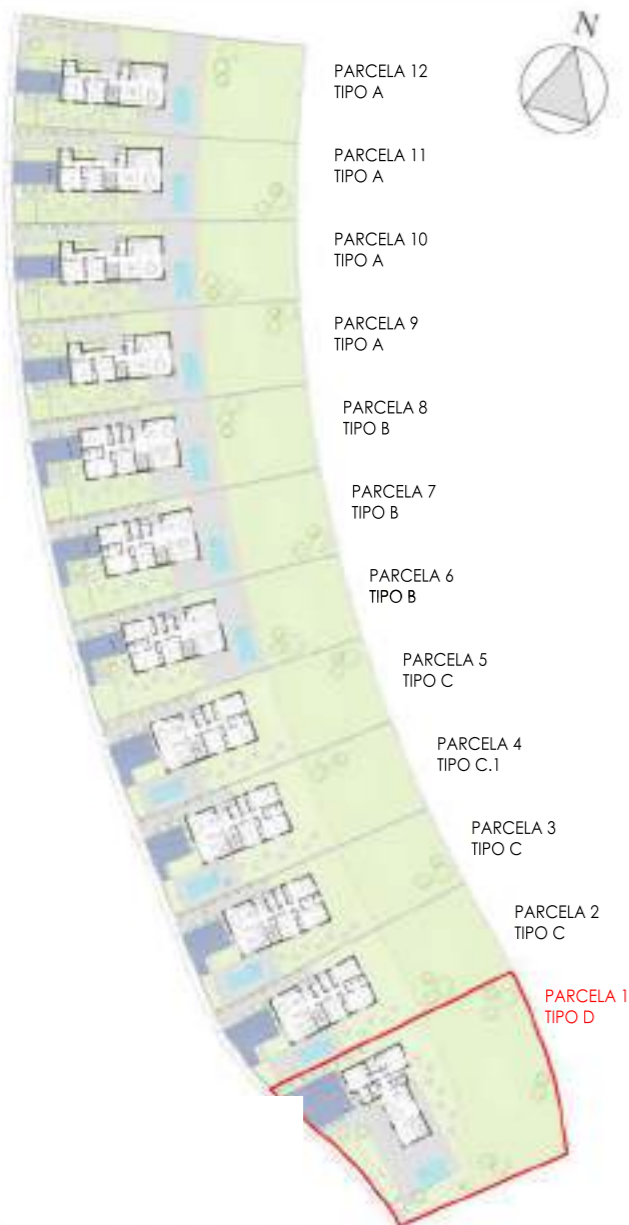 N
PARCELA 12
TIPO A
PARCELA 11
TIPO A
PARCELA 10
TIPO A
PARCELA 9
TIPO A
PARCELA 8
TIPO B
PARCELA 7
TIPO B
PARCELA 6
TIPO B
PARCELA 5
TIPO C
PARCELA 4
TIPO C.1
PARCELA 3
TIPO C
PARCELA 2
TIPO C
PARCELA 1
TIPO D